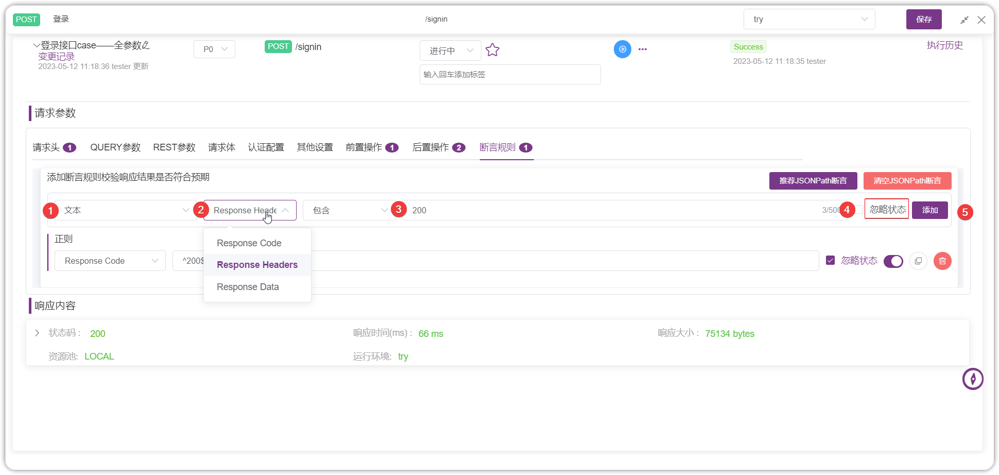 POST 登录 /signin try 保存
登录接口case——全参数 P0 POST /signin 进行中 Success 执行历史
变更记录
2023-05-12 11:18:36 tester 更新 2023-05-12 11:18:35 tester
输入回车添加标签
请求参数
请求头 1 QUERY参数 REST参数 请求体 认证配置 其他设置 前置操作 1 后置操作 2 断言规则 1
添加断言规则校验响应结果是否符合预期 推荐JSONPath断言 清空JSONPath断言
1 文本 2 Response Heade 包含 3 200 3/500 4 忽略状态 添加 5
正则
Response Code ^200$ 忽略状态
Response Code
Response Headers
Response Data
响应内容
状态码： 200 响应时间(ms)： 66 ms 响应大小： 75134 bytes
资源池: LOCAL 运行环境: try